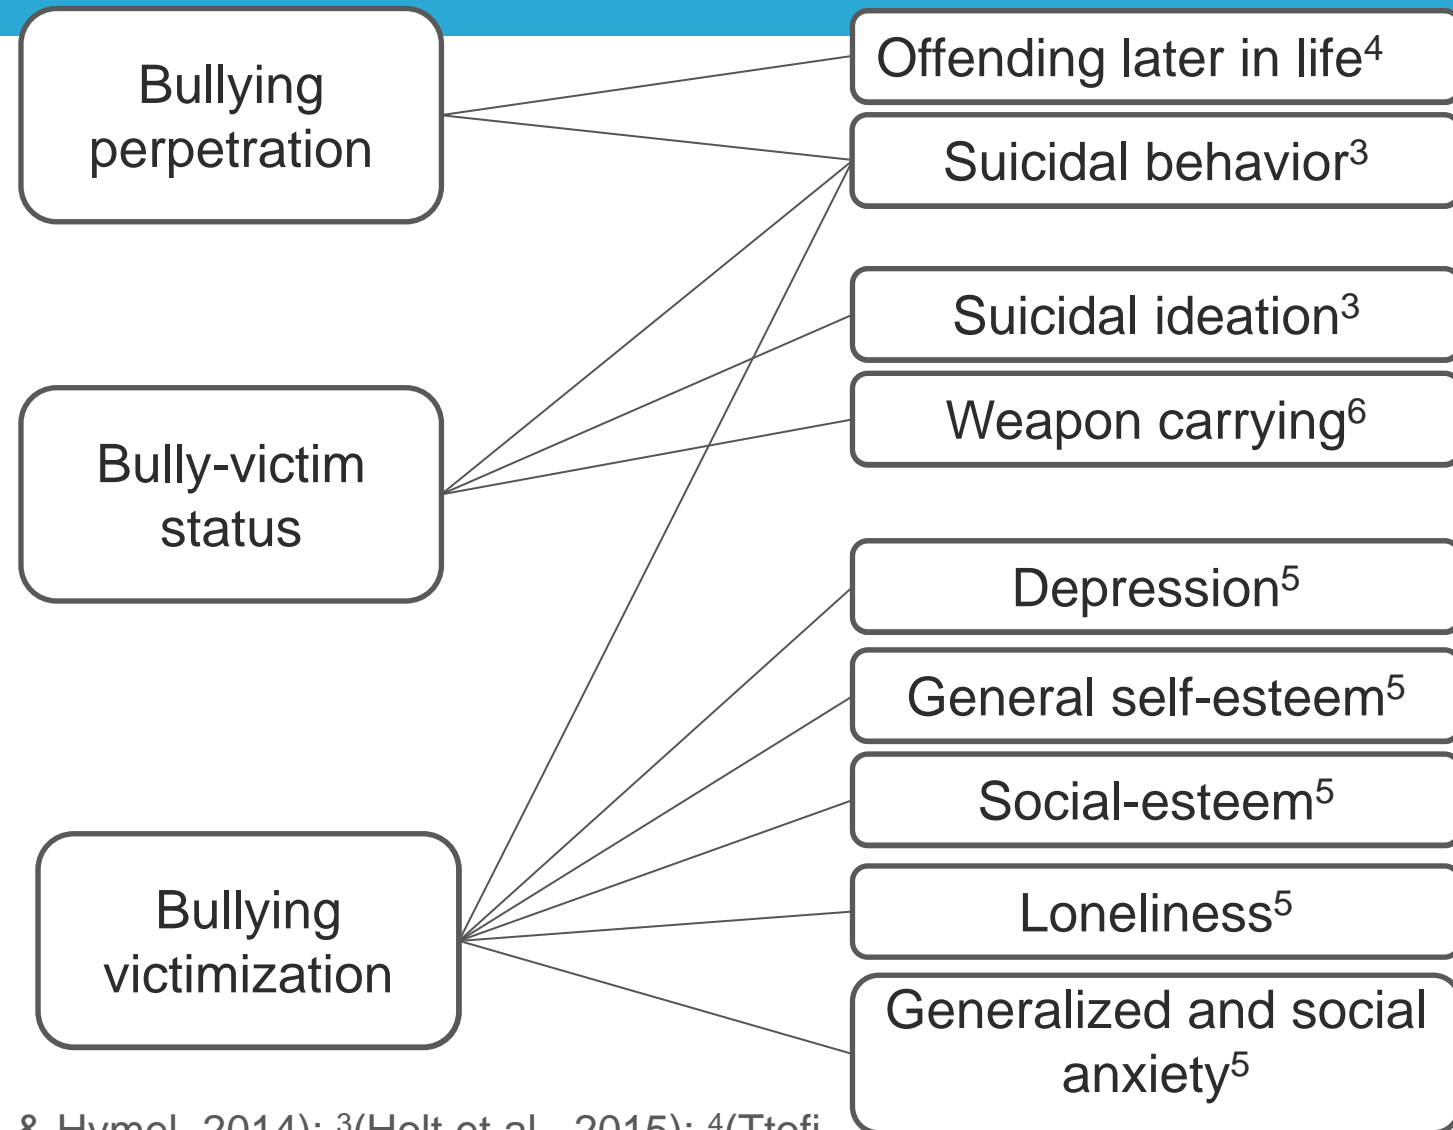 Bullying
perpetration
Bully-victim
status
Bullying
victimization
Offending later in life⁴
Suicidal behavior³
Suicidal ideation³
Weapon carrying⁶
Depression⁵
General self-esteem⁵
Social-esteem⁵
Loneliness⁵
Generalized and social
anxiety⁵
& Hymel, 2014); ³(Holt et al., 2015); ⁴(Ttofi